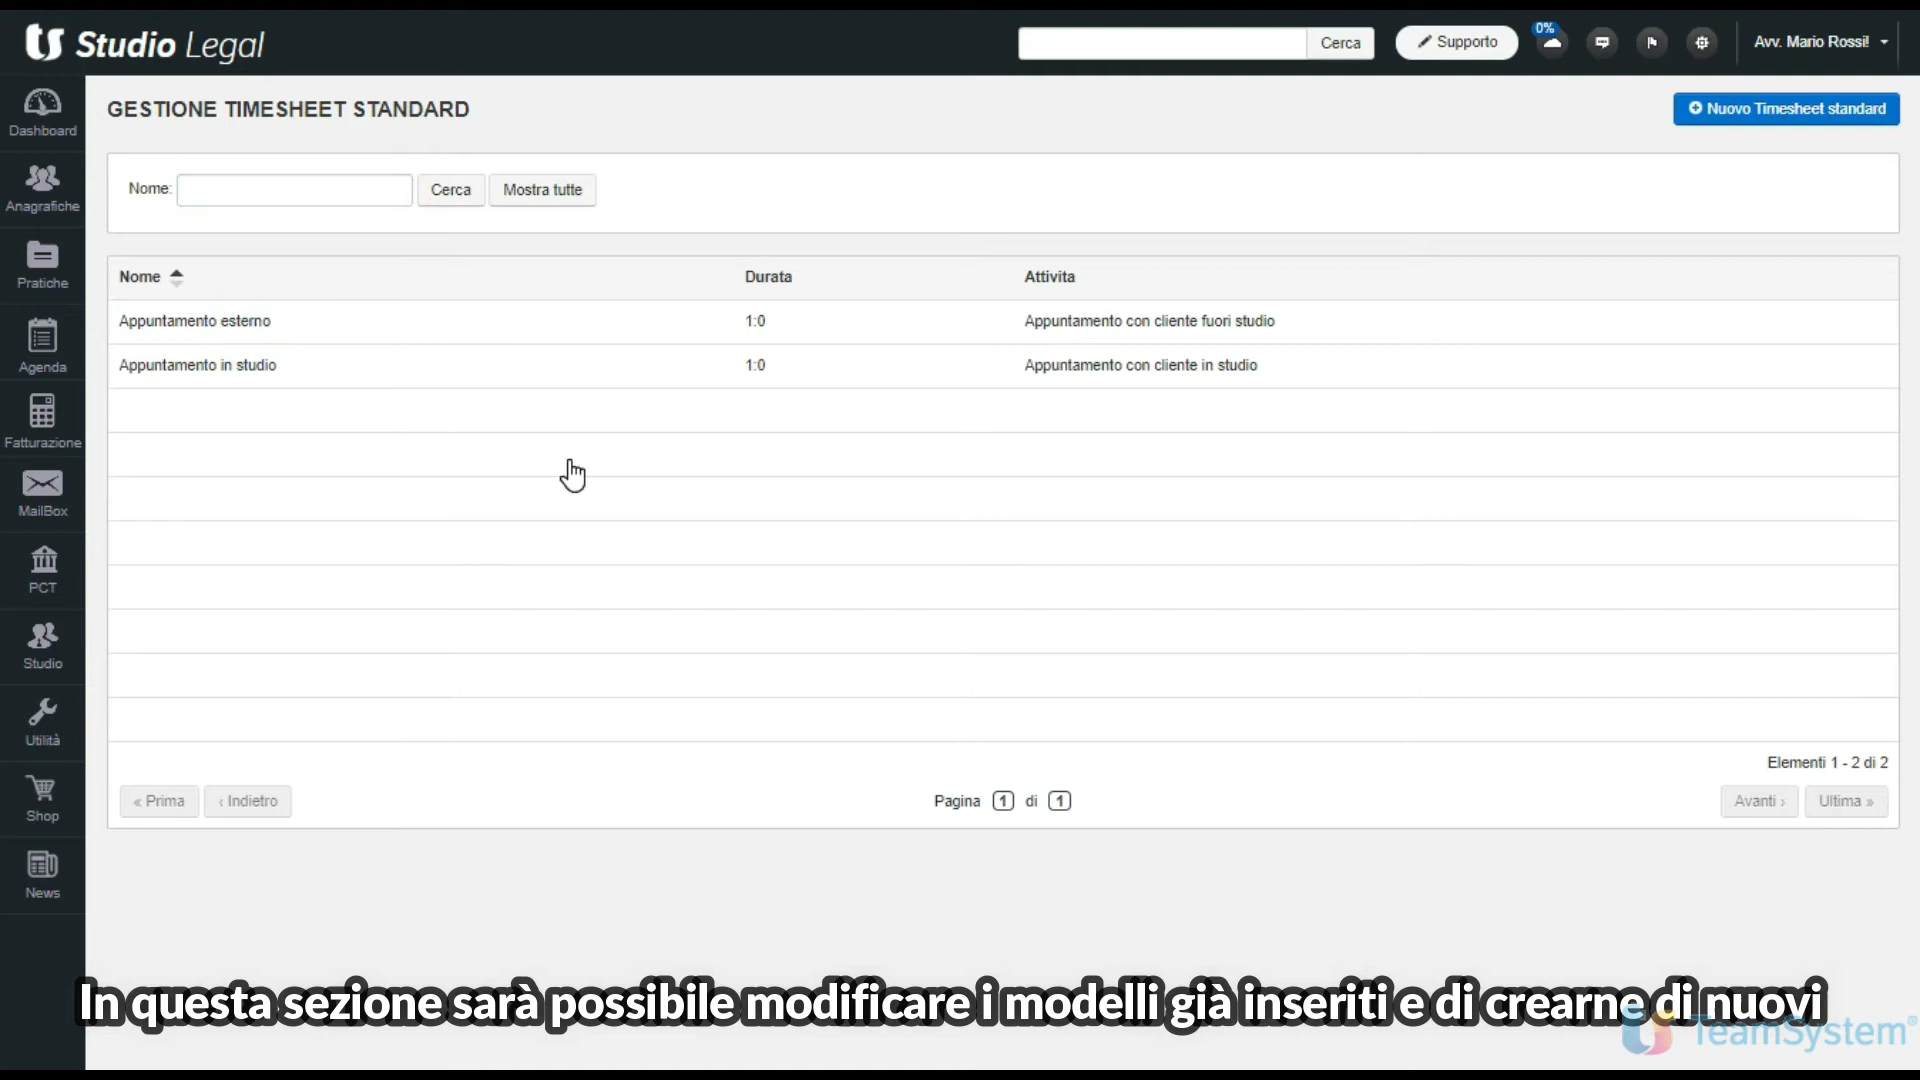 Studio Legal
Cerca
Supporto
0%
Avv. Mario Rossi!
Dashboard
Anagrafiche
Pratiche
Agenda
Fatturazione
MailBox
PCT
Studio
Utilità
Shop
News
GESTIONE TIMESHEET STANDARD
Nuovo Timesheet standard
Nome: Cerca Mostra tutte
Nome Durata Attivita
Appuntamento esterno 1:0 Appuntamento con cliente fuori studio
Appuntamento in studio 1:0 Appuntamento con cliente in studio
Elementi 1 - 2 di 2
« Prima ‹ Indietro Pagina 1 di 1 Avanti › Ultima »
In questa sezione sarà possibile modificare i modelli già inseriti e di crearne di nuovi
TeamSystem®